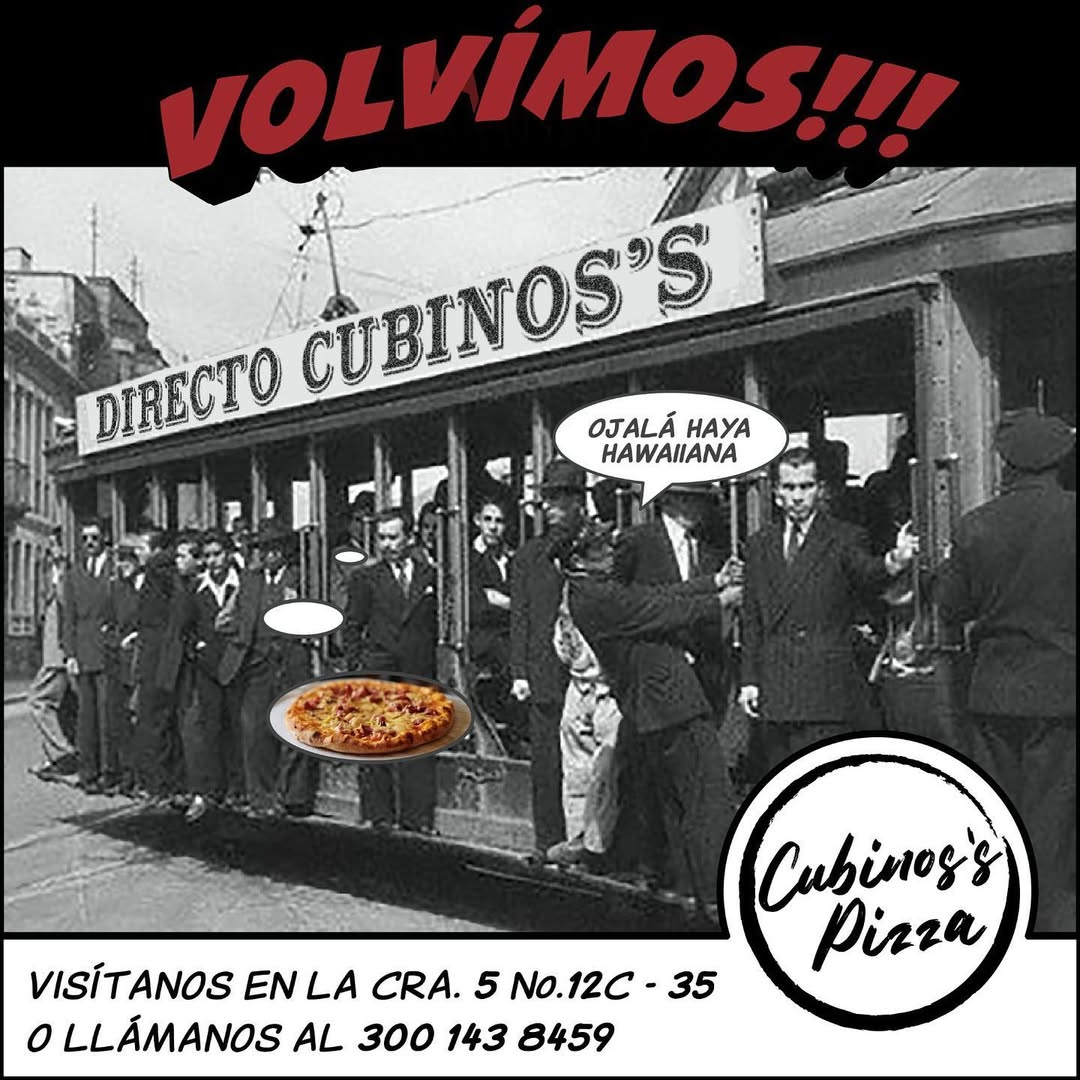 VOLVÍMOS!!!
DIRECTO CUBINOS'S
OJALÁ HAYA
HAWAIIANA
Cubinos's
Pizza
VISÍTANOS EN LA CRA. 5 No.12C - 35
O LLÁMANOS AL 300 143 8459